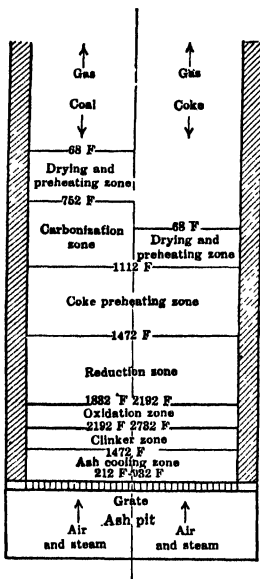 Gas Gas
Coal Coke
68 F
Drying and
preheating zone
752 F
Carbonization
zone
68 F
Drying and
preheating zone
1112 F
Coke preheating zone
1472 F
Reduction zone
1832 °F 2192
Oxidation zone
2192 F 2732
Clinker zone
1472 F
Ash cooling zone
212 F
Grate
Ash pit
Air
and steam
Air
and steam